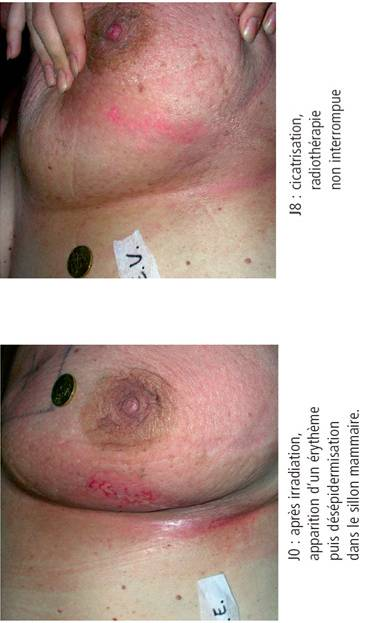 J0 : après irradiation,
apparition d'un érythème
puis désépidermisation
dans le sillon mammaire.
J8 : cicatrisation,
radiothérapie
non interrompue
E.
E.V.